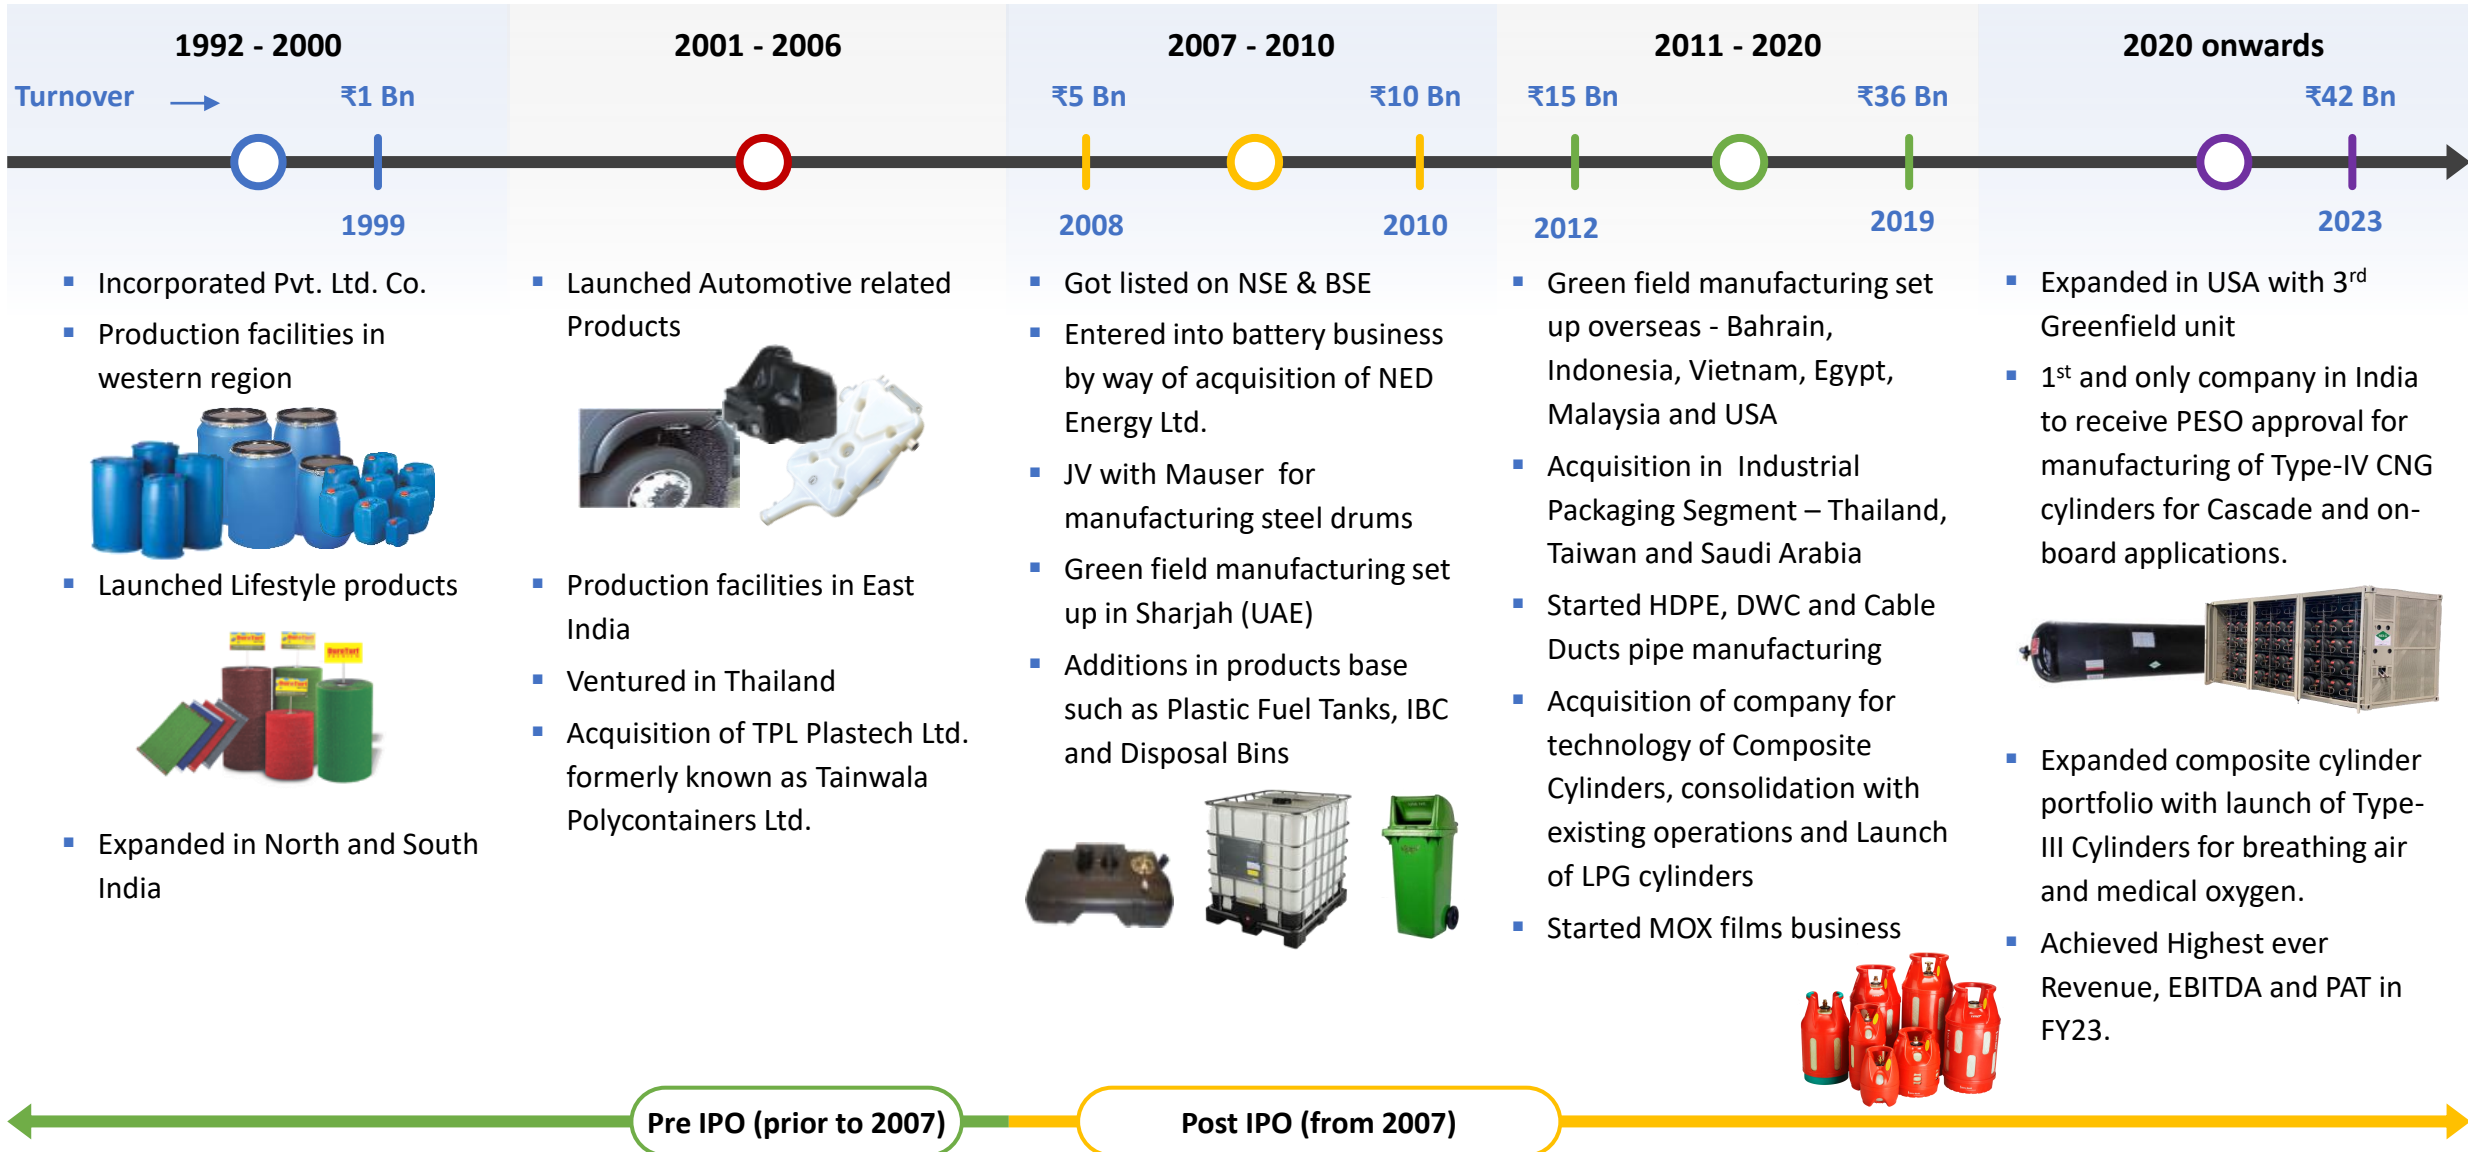 1992 - 2000
Turnover
₹1 Bn
1999
Incorporated Pvt. Ltd. Co.
Production facilities in
western region
Launched Lifestyle products
DuroTurf
Expanded in North and South
India
2001 - 2006
Launched Automotive related
Products
Production facilities in East
India
Ventured in Thailand
Acquisition of TPL Plastech Ltd.
formerly known as Tainwala
Polycontainers Ltd.
2007 - 2010
₹5 Bn
₹10 Bn
2008
2010
Got listed on NSE & BSE
Entered into battery business
by way of acquisition of NED
Energy Ltd.
JV with Mauser for
manufacturing steel drums
Green field manufacturing set
up in Sharjah (UAE)
Additions in products base
such as Plastic Fuel Tanks, IBC
and Disposal Bins
2011 - 2020
₹15 Bn
₹36 Bn
2012
2019
Green field manufacturing set
up overseas - Bahrain,
Indonesia, Vietnam, Egypt,
Malaysia and USA
Acquisition in Industrial
Packaging Segment – Thailand,
Taiwan and Saudi Arabia
Started HDPE, DWC and Cable
Ducts pipe manufacturing
Acquisition of company for
technology of Composite
Cylinders, consolidation with
existing operations and Launch
of LPG cylinders
Started MOX films business
2020 onwards
₹42 Bn
2023
Expanded in USA with 3rd
Greenfield unit
1st and only company in India
to receive PESO approval for
manufacturing of Type-IV CNG
cylinders for Cascade and on-
board applications.
Expanded composite cylinder
portfolio with launch of Type-
III Cylinders for breathing air
and medical oxygen.
Achieved Highest ever
Revenue, EBITDA and PAT in
FY23.
Pre IPO (prior to 2007)
Post IPO (from 2007)